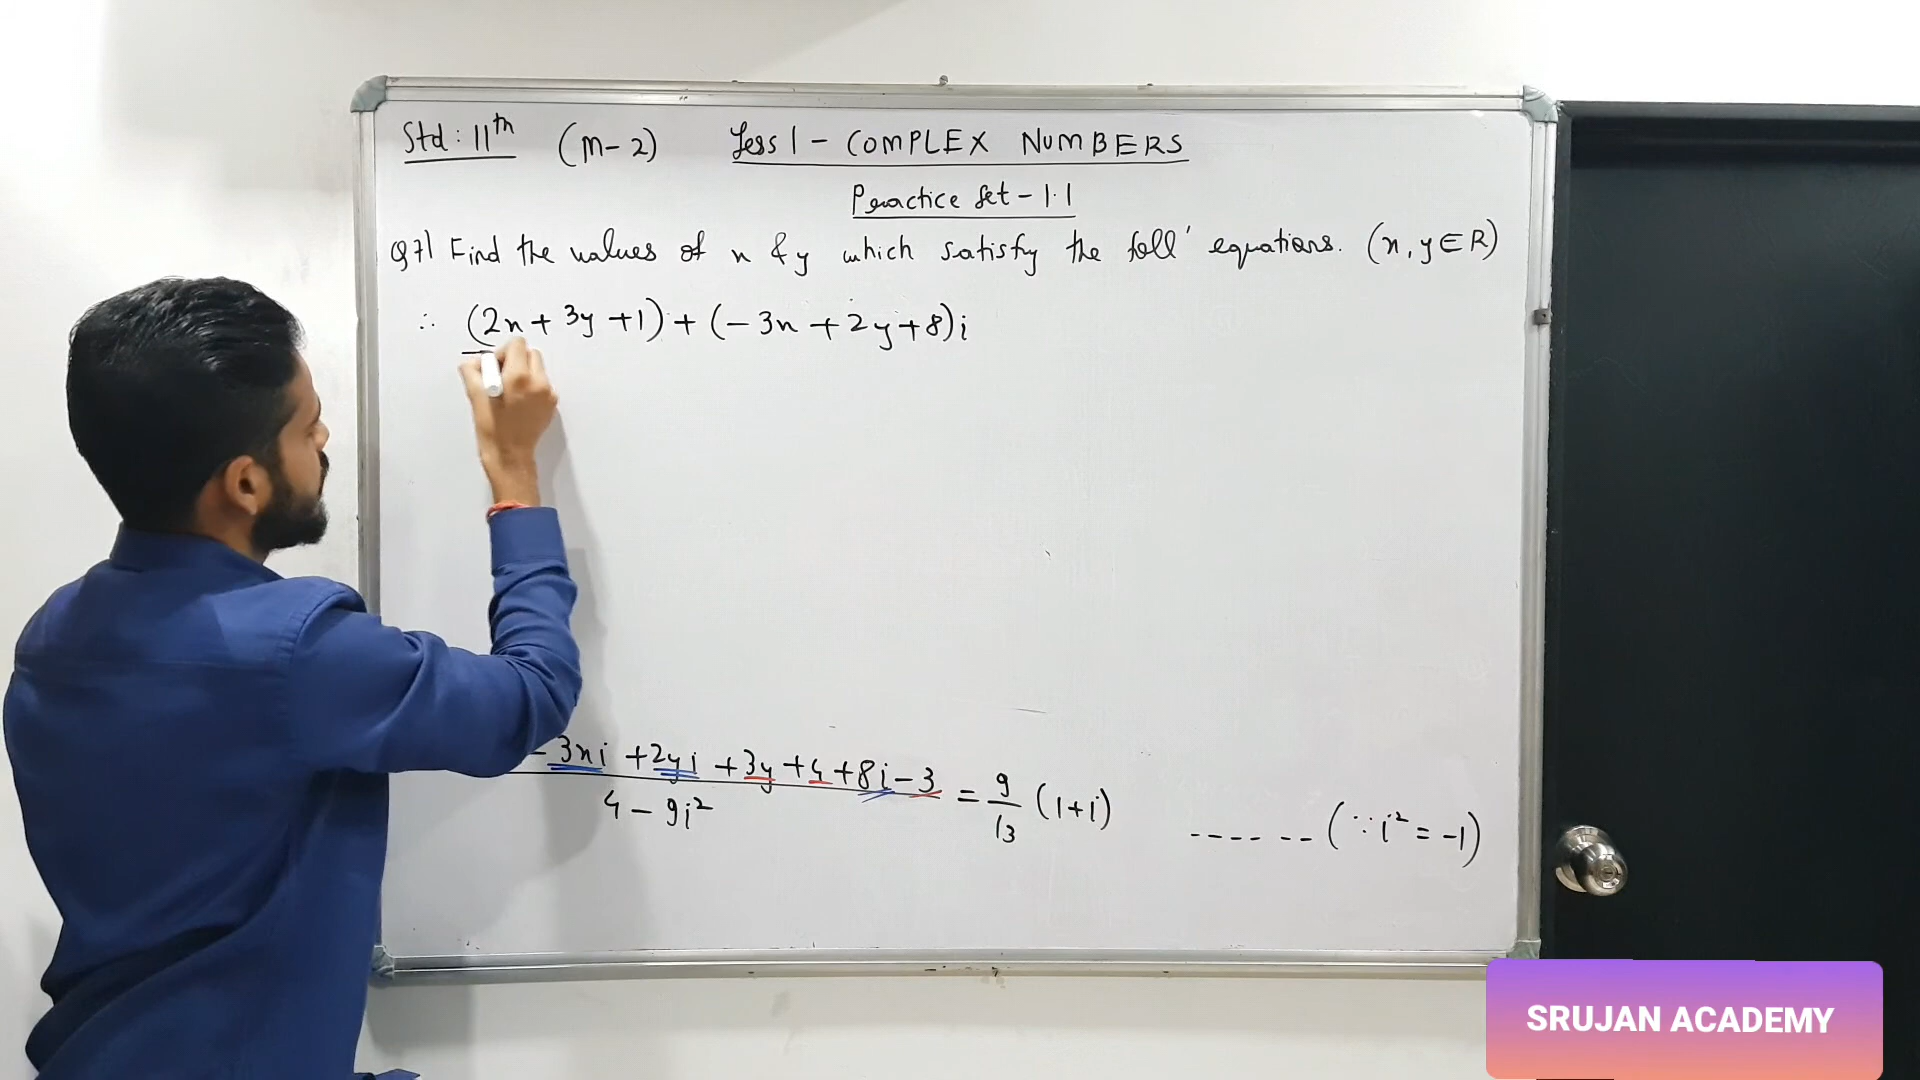 Std : 11th (M-2) Less 1 - COMPLEX NUMBERS
Practice Set - 1.1
Q7) Find the values of x & y which satisfy the foll' equations. (x, y ∈ R)
∴ (2x + 3y + 1) + (-3x + 2y + 8)i
- 3xi + 2yi + 3y + 4 + 8i - 3
4 - 9i² = 9/13 (1+i) ------ (∵ i² = -1)
SRUJAN ACADEMY